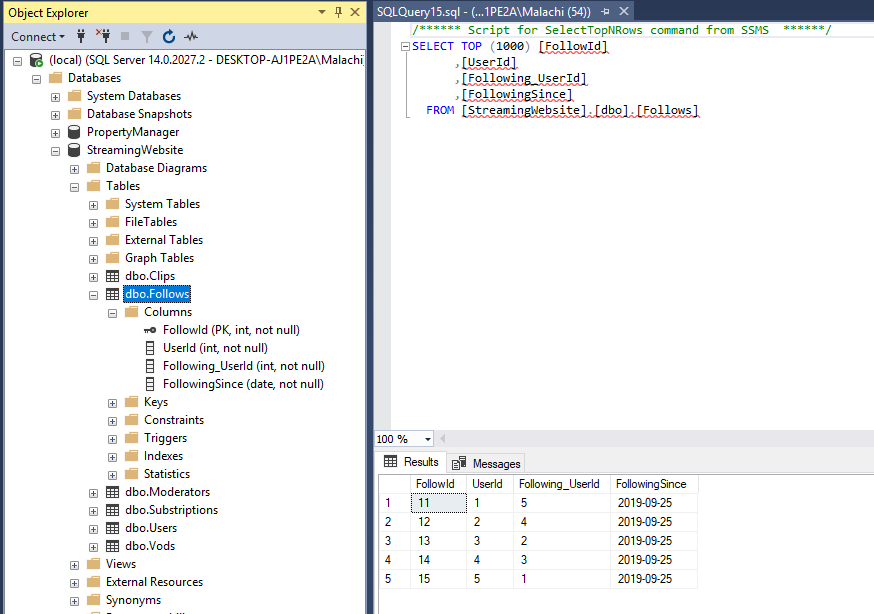 Object Explorer
Connect
(local) (SQL Server 14.0.2027.2 - DESKTOP-AJ1PE2A\Malachi
Databases
System Databases
Database Snapshots
PropertyManager
StreamingWebsite
Database Diagrams
Tables
System Tables
FileTables
External Tables
Graph Tables
dbo.Clips
dbo.Follows
Columns
FollowId (PK, int, not null)
UserId (int, not null)
Following_UserId (int, not null)
FollowingSince (date, not null)
Keys
Constraints
Triggers
Indexes
Statistics
dbo.Moderators
dbo.Substriptions
dbo.Users
dbo.Vods
Views
External Resources
Synonyms
SQLQuery15.sql - (...1PE2A\Malachi (54))
/****** Script for SelectTopNRows command from SSMS  ******/
SELECT TOP (1000) [FollowId]
,[UserId]
,[Following_UserId]
,[FollowingSince]
FROM [StreamingWebsite].[dbo].[Follows]
100 %
Results Messages
FollowId UserId Following_UserId FollowingSince
1 11 1 5 2019-09-25
2 12 2 4 2019-09-25
3 13 3 2 2019-09-25
4 14 4 3 2019-09-25
5 15 5 1 2019-09-25